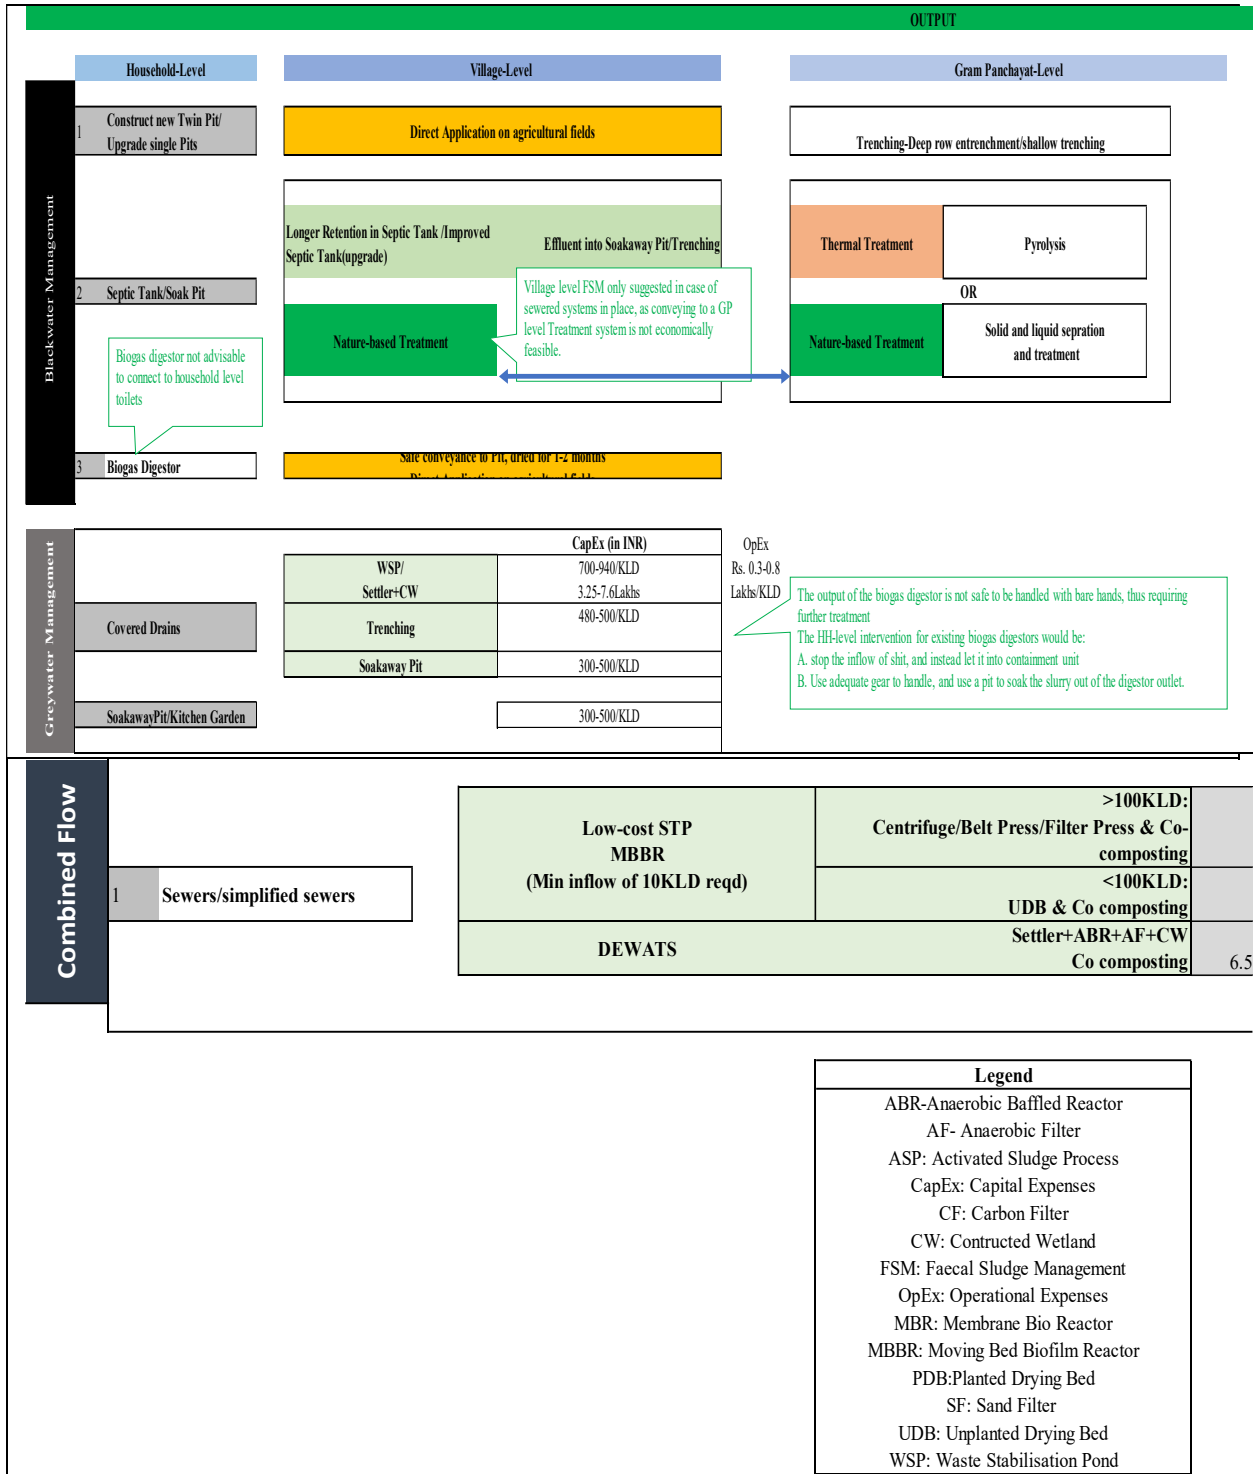 OUTPUT
Household-Level
Village-Level
Gram Panchayat-Level
Blackwater Management
1
Construct new Twin Pit/
Upgrade single Pits
Direct Application on agricultural fields
Trenching-Deep row entrenchment/shallow trenching
Longer Retention in Septic Tank /Improved
Septic Tank(upgrade)
Effluent into Soakaway Pit/Trenching
Thermal Treatment
Pyrolysis
2 Septic Tank/Soak Pit
Village level FSM only suggested in case of
sewered systems in place, as conveying to a GP
level Treatment system is not economically
feasible.
OR
Nature-based Treatment
Nature-based Treatment
Solid and liquid sepration
and treatment
Biogas digestor not advisable
to connect to household level
toilets
3 Biogas Digestor
Safe conveyance to Pit, dried for 1-2 months
Direct Application on agricultural fields
Greywater Management
CapEx (in INR)
OpEx
WSP/
700-940/KLD
Rs. 0.3-0.8
Settler+CW
3.25-7.6Lakhs
Lakhs/KLD
Covered Drains
Trenching
480-500/KLD
Soakaway Pit
300-500/KLD
The output of the biogas digestor is not safe to be handled with bare hands, thus requiring
further treatment
The HH-level intervention for existing biogas digestors would be:
A. stop the inflow of shit, and instead let it into containment unit
B. Use adequate gear to handle, and use a pit to soak the slurry out of the digestor outlet.
SoakawayPit/Kitchen Garden
300-500/KLD
Combined Flow
1 Sewers/simplified sewers
Low-cost STP
MBBR
(Min inflow of 10KLD reqd)
>100KLD:
Centrifuge/Belt Press/Filter Press & Co-
composting
<100KLD:
UDB & Co composting
DEWATS
Settler+ABR+AF+CW
Co composting
6.5
Legend
ABR-Anaerobic Baffled Reactor
AF- Anaerobic Filter
ASP: Activated Sludge Process
CapEx: Capital Expenses
CF: Carbon Filter
CW: Contructed Wetland
FSM: Faecal Sludge Management
OpEx: Operational Expenses
MBR: Membrane Bio Reactor
MBBR: Moving Bed Biofilm Reactor
PDB:Planted Drying Bed
SF: Sand Filter
UDB: Unplanted Drying Bed
WSP: Waste Stabilisation Pond